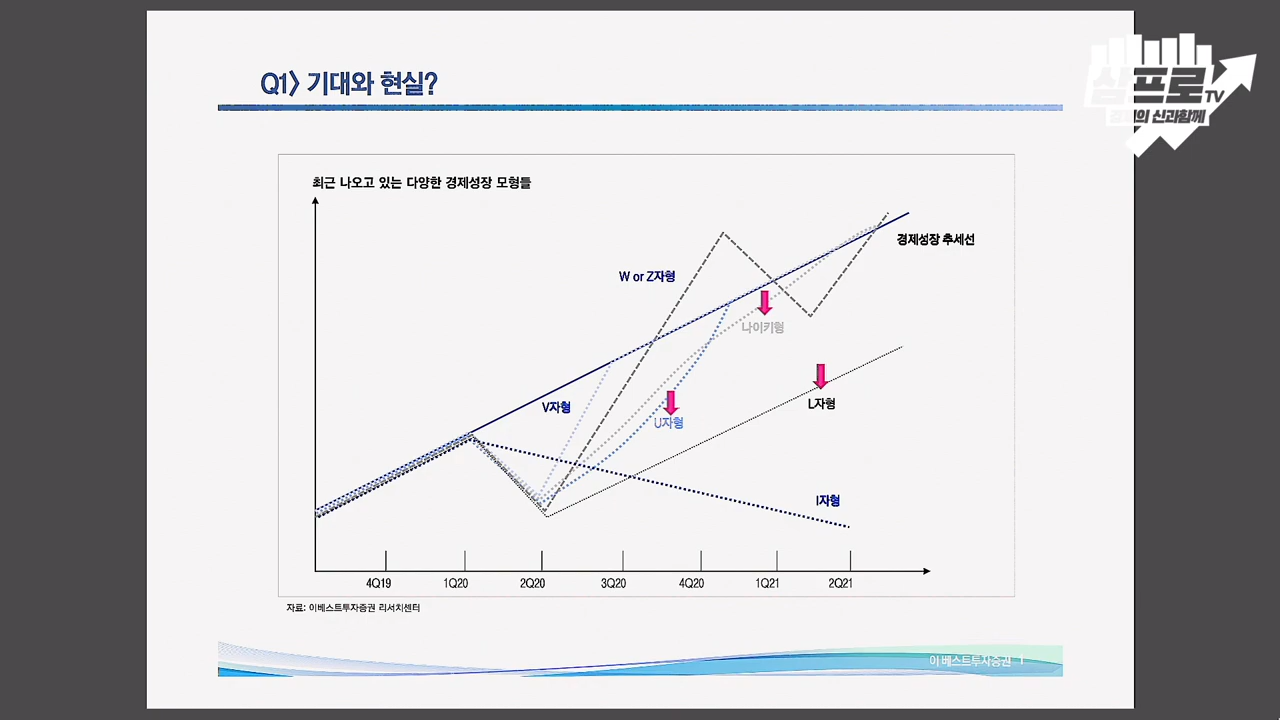 Q1> 기대와 현실?
삼프로TV
경제의 신과함께
최근 나오고 있는 다양한 경제성장 모형들
경제성장 추세선
W or Z자형
나이키형
V자형
U자형
L자형
I자형
4Q19 1Q20 2Q20 3Q20 4Q20 1Q21 2Q21
자료: 이베스트투자증권 리서치센터
이베스트투자증권 1